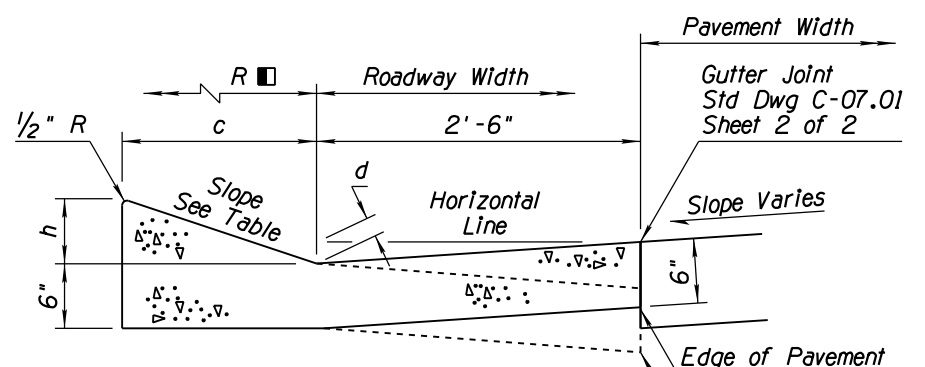 Pavement Width
R
Roadway Width
Gutter Joint
Std Dwg C-07.01
Sheet 2 of 2
1/2" R
c
2'-6"
d
Slope
See Table
Horizontal
Line
Slope Varies
h
6"
6"
Edge of Pavement